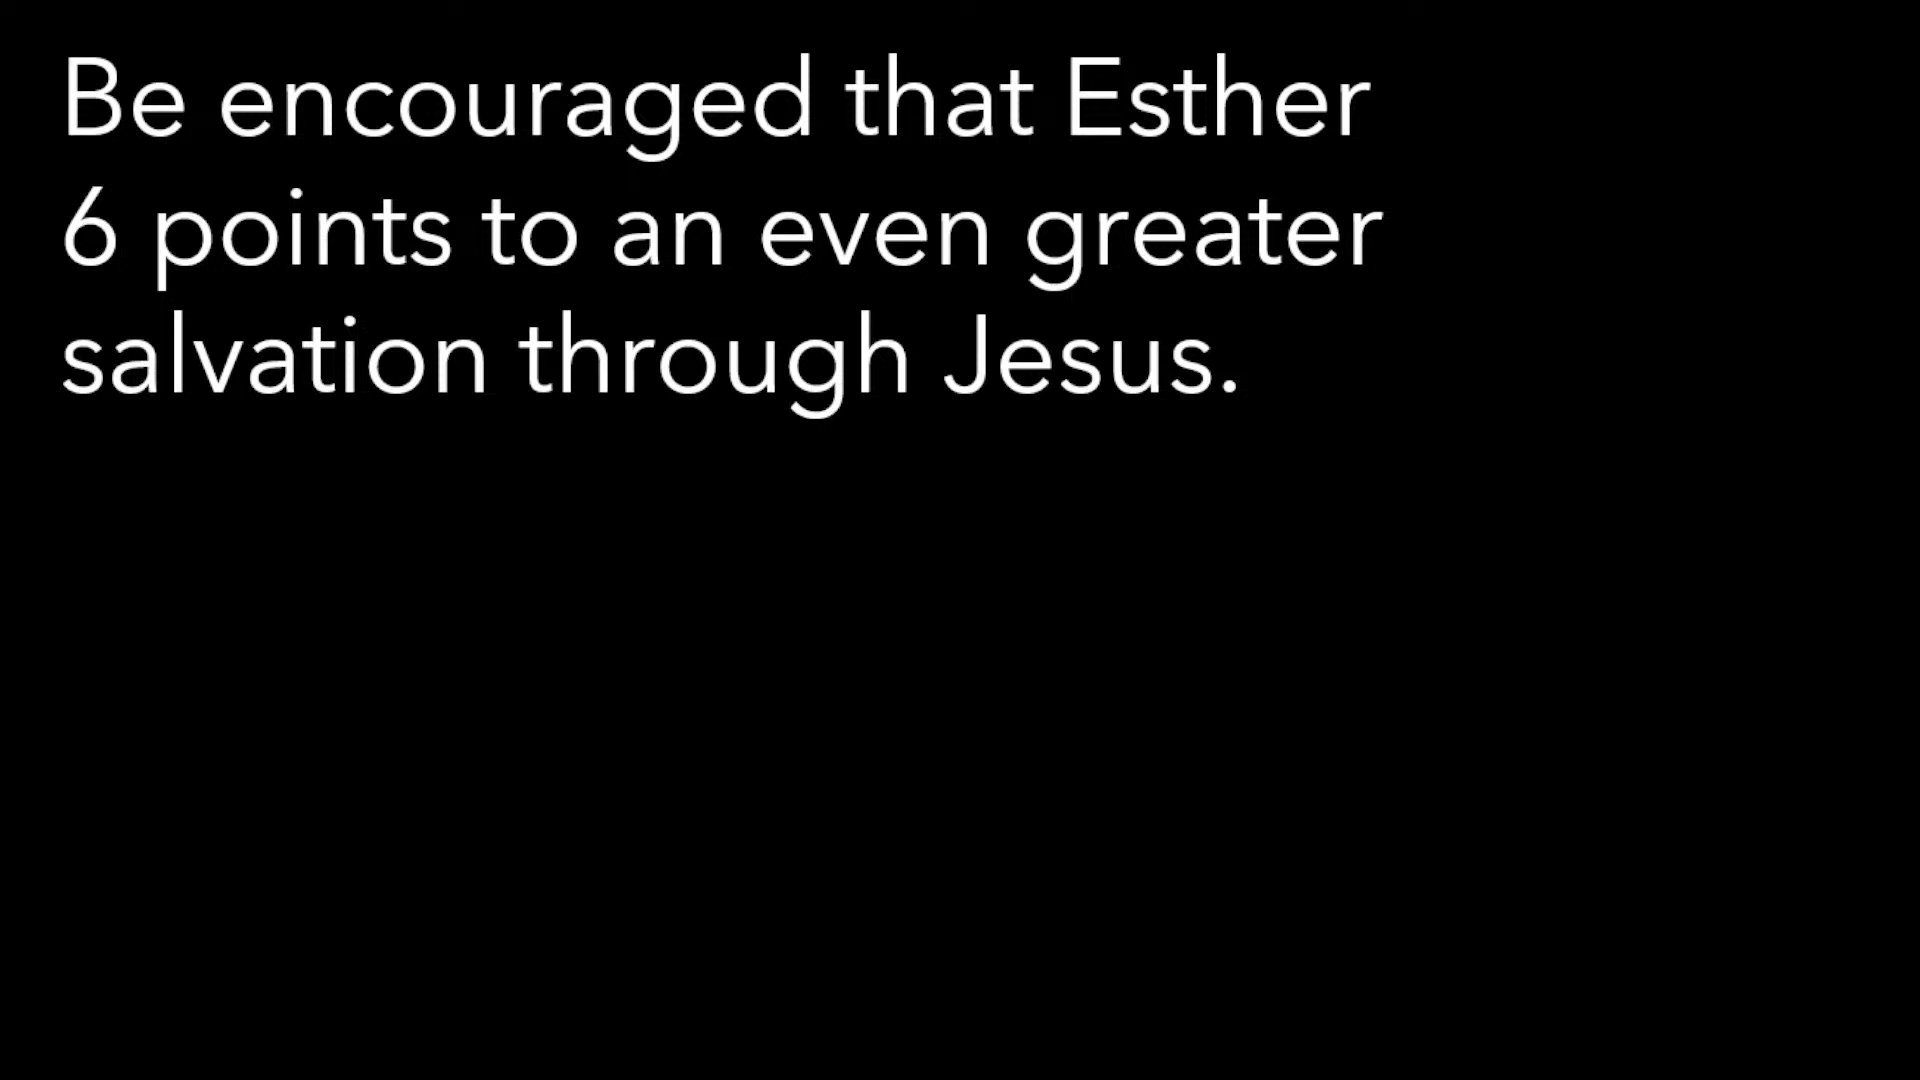 Be encouraged that Esther
6 points to an even greater
salvation through Jesus.